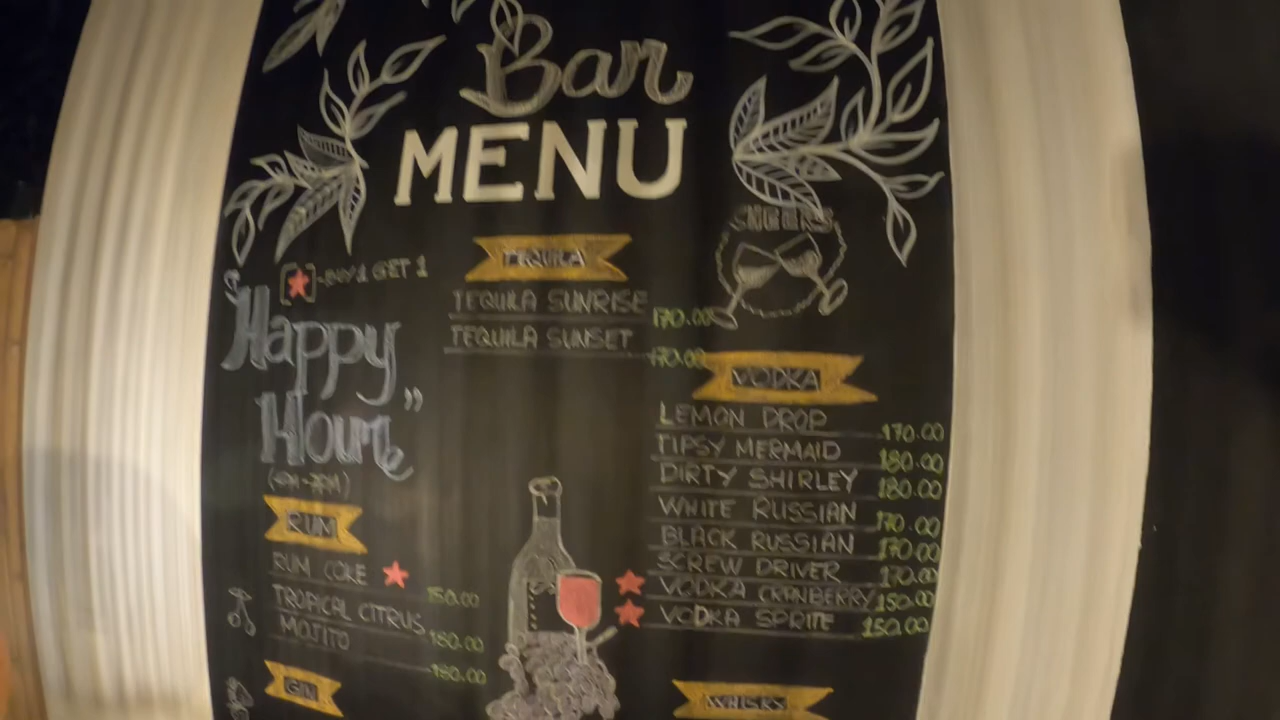 Bar
MENU
CHEERS
[★]-BUY 1 GET 1
"Happy
Hour"
TEQUILA
TEQUILA SUNRISE 170.00
TEQUILA SUNSET 170.00
VODKA
LEMON DROP 170.00
TIPSY MERMAID 180.00
DIRTY SHIRLEY 180.00
WHITE RUSSIAN 170.00
BLACK RUSSIAN 170.00
SCREW DRIVER 170.00
★ VODKA CRANBERRY 150.00
★ VODKA SPRITE 150.00
RUM
RUM COKE ★ 150.00
TROPICAL CITRUS 180.00
MOJITO 180.00
GIN
WHISKY